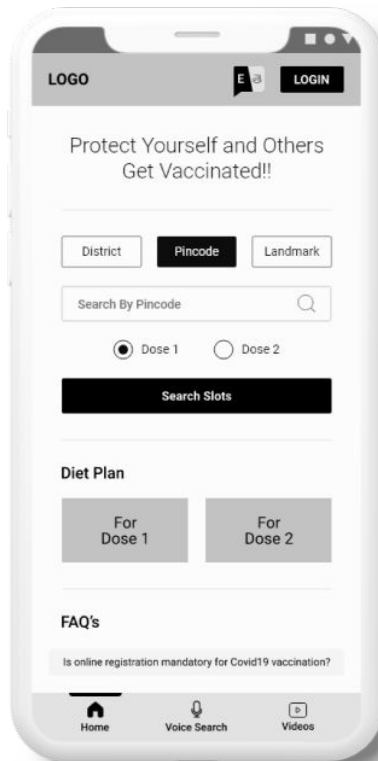 LOGO
E
LOGIN
Protect Yourself and Others
Get Vaccinated!!
District
Pincode
Landmark
Search By Pincode
Dose 1
Dose 2
Search Slots
Diet Plan
For
Dose 1
For
Dose 2
FAQ's
Is online registration mandatory for Covid19 vaccination?
Home
Voice Search
Videos